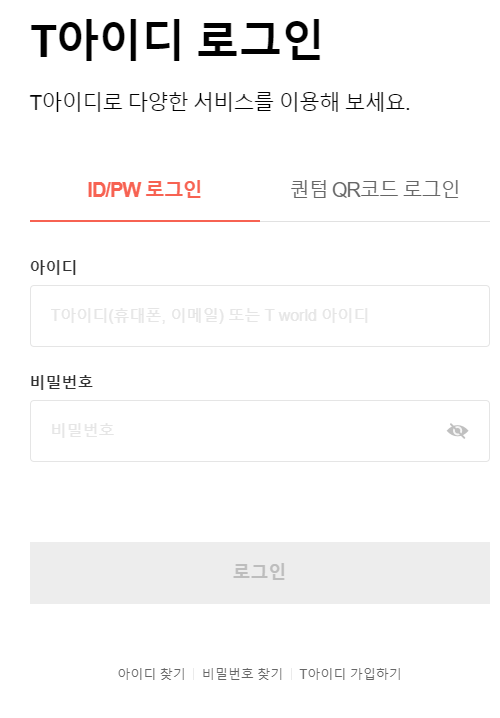 T아이디 로그인
T아이디로 다양한 서비스를 이용해 보세요.
ID/PW 로그인 퀀텀 QR코드 로그인
아이디
T아이디(휴대폰, 이메일) 또는 T world 아이디
비밀번호
비밀번호
로그인
아이디 찾기 비밀번호 찾기 T아이디 가입하기